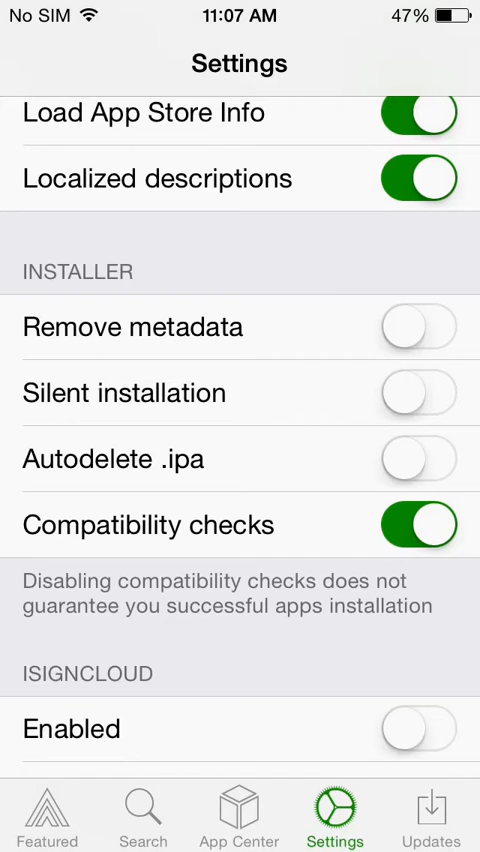 No SIM 11:07 AM 47%
Settings
Load App Store Info
Localized descriptions
INSTALLER
Remove metadata
Silent installation
Autodelete .ipa
Compatibility checks
Disabling compatibility checks does not
guarantee you successful apps installation
ISIGNCLOUD
Enabled
Featured Search App Center Settings Updates